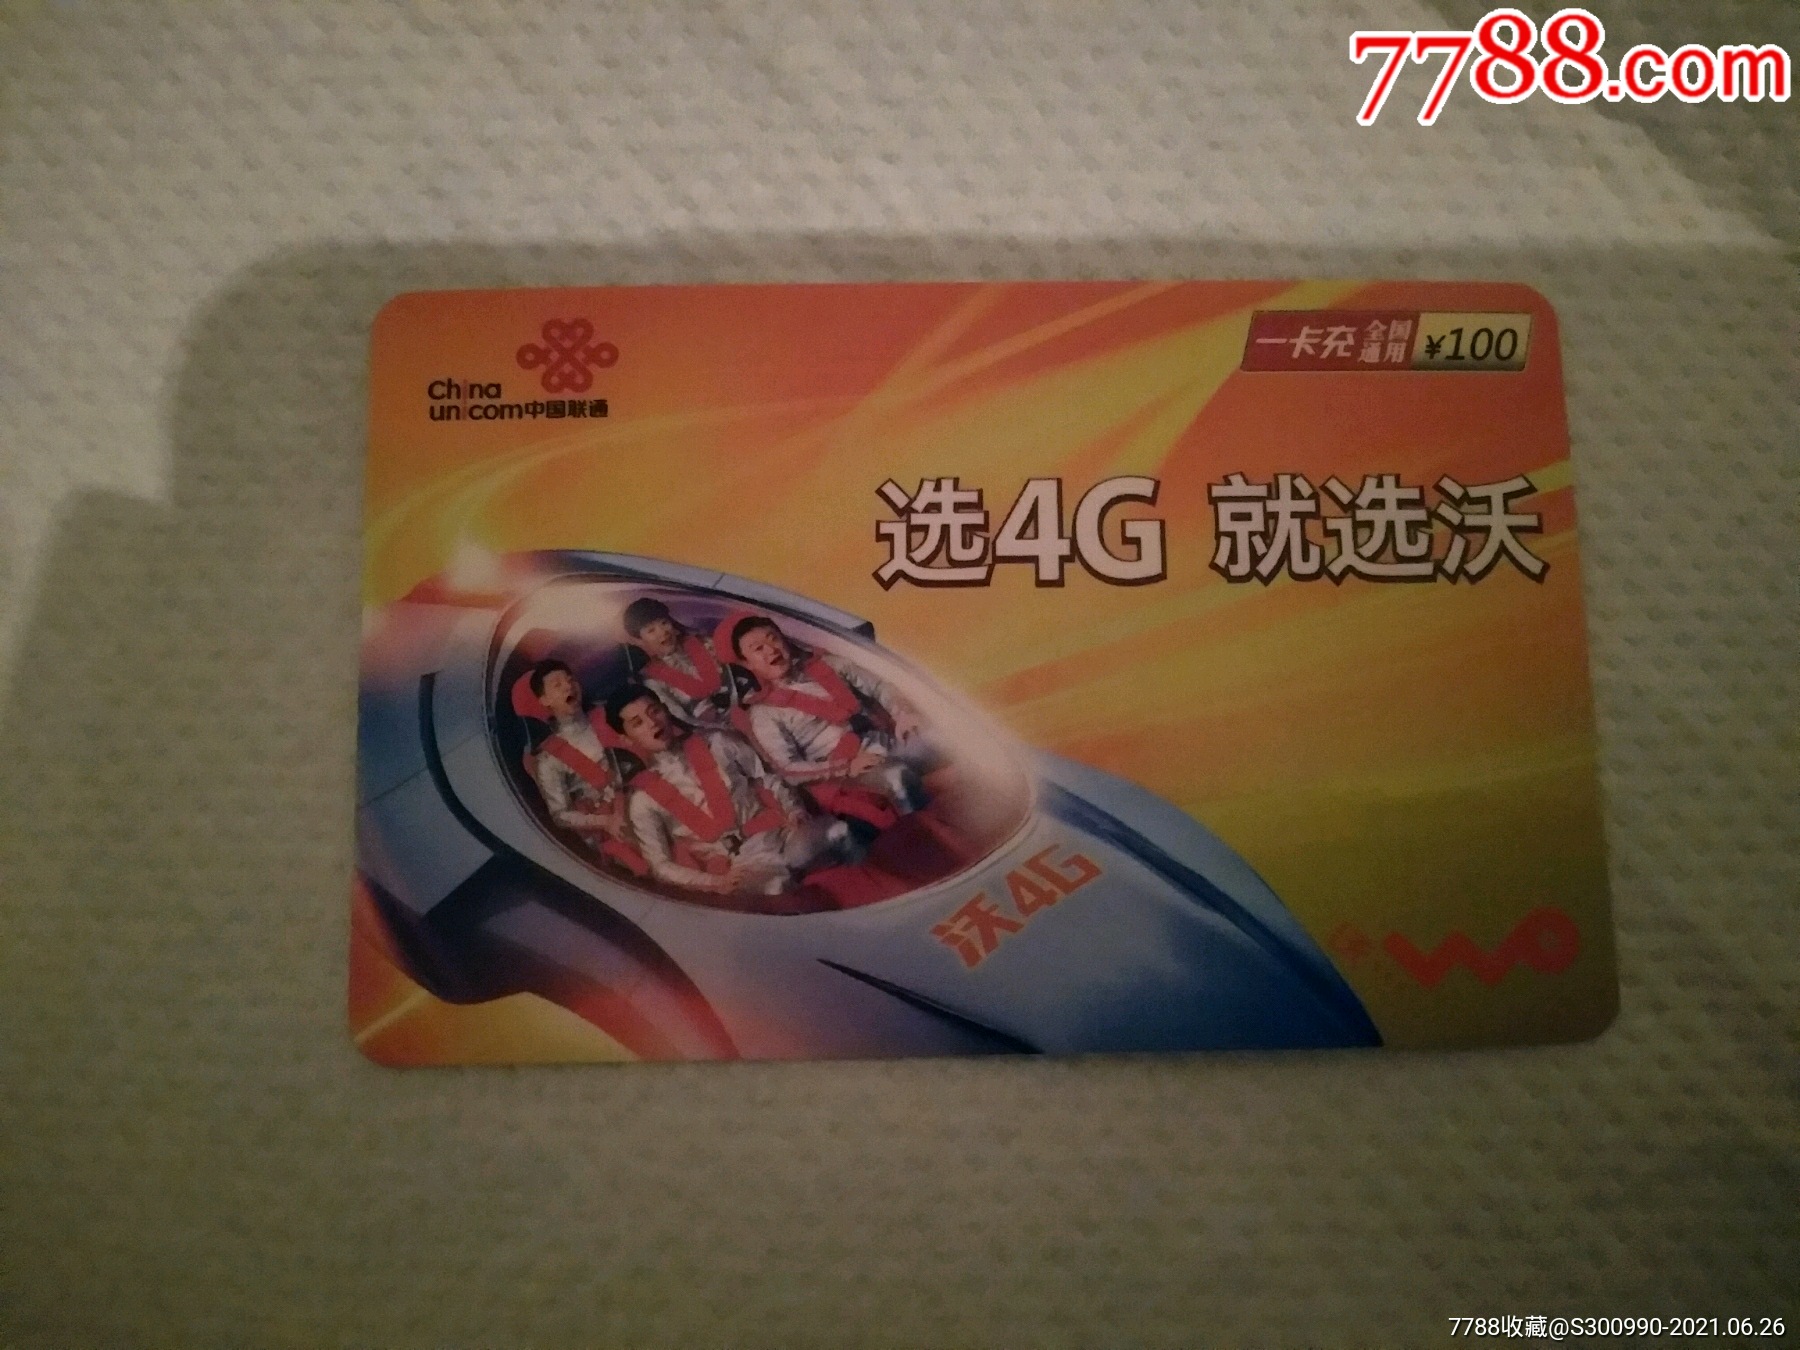 7788.com
China
unicom中国联通
一卡充 全国通用 ¥100
选4G 就选沃
沃4G
WO
7788收藏@S300990-2021.06.26